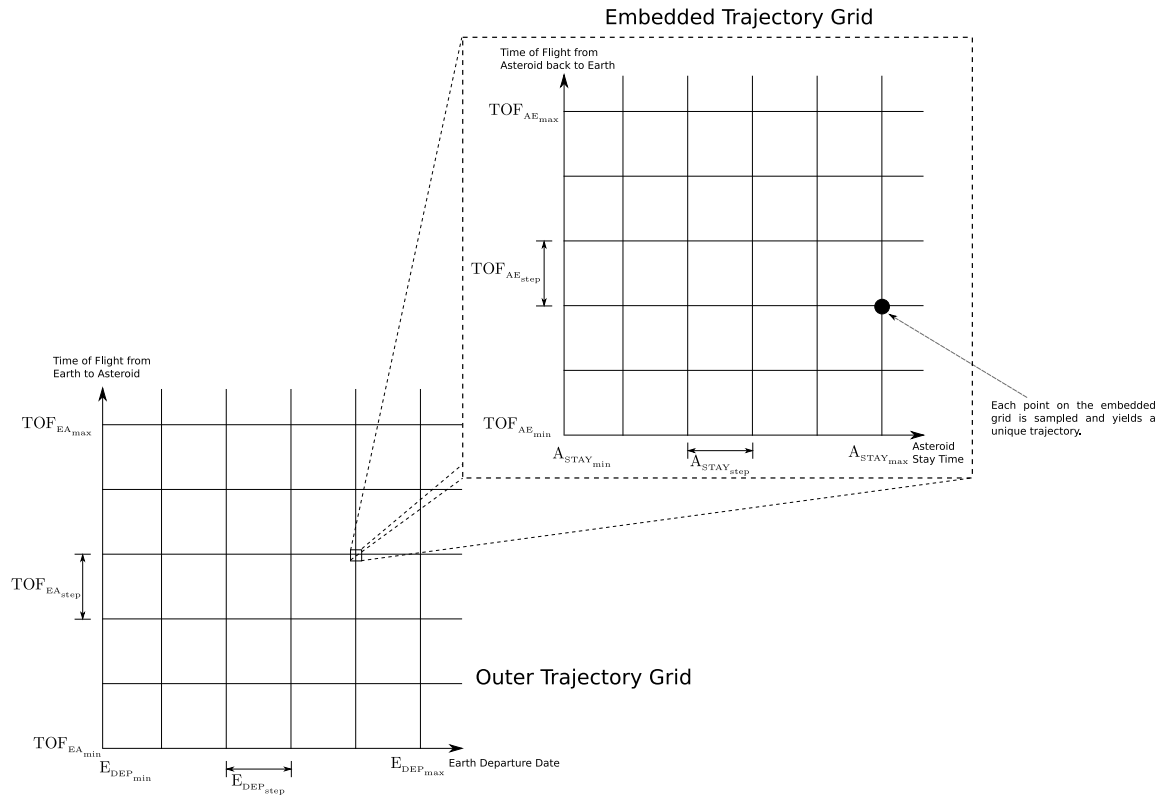 Embedded Trajectory Grid
Time of Flight from
Asteroid back to Earth
TOF_AE_max
TOF_AE_step
TOF_AE_min
A_STAY_min
A_STAY_step
A_STAY_max
Asteroid
Stay Time
Each point on the embedded
grid is sampled and yields a
unique trajectory.
Time of Flight from
Earth to Asteroid
TOF_EA_max
TOF_EA_step
TOF_EA_min
E_DEP_min
E_DEP_step
E_DEP_max
Earth Departure Date
Outer Trajectory Grid